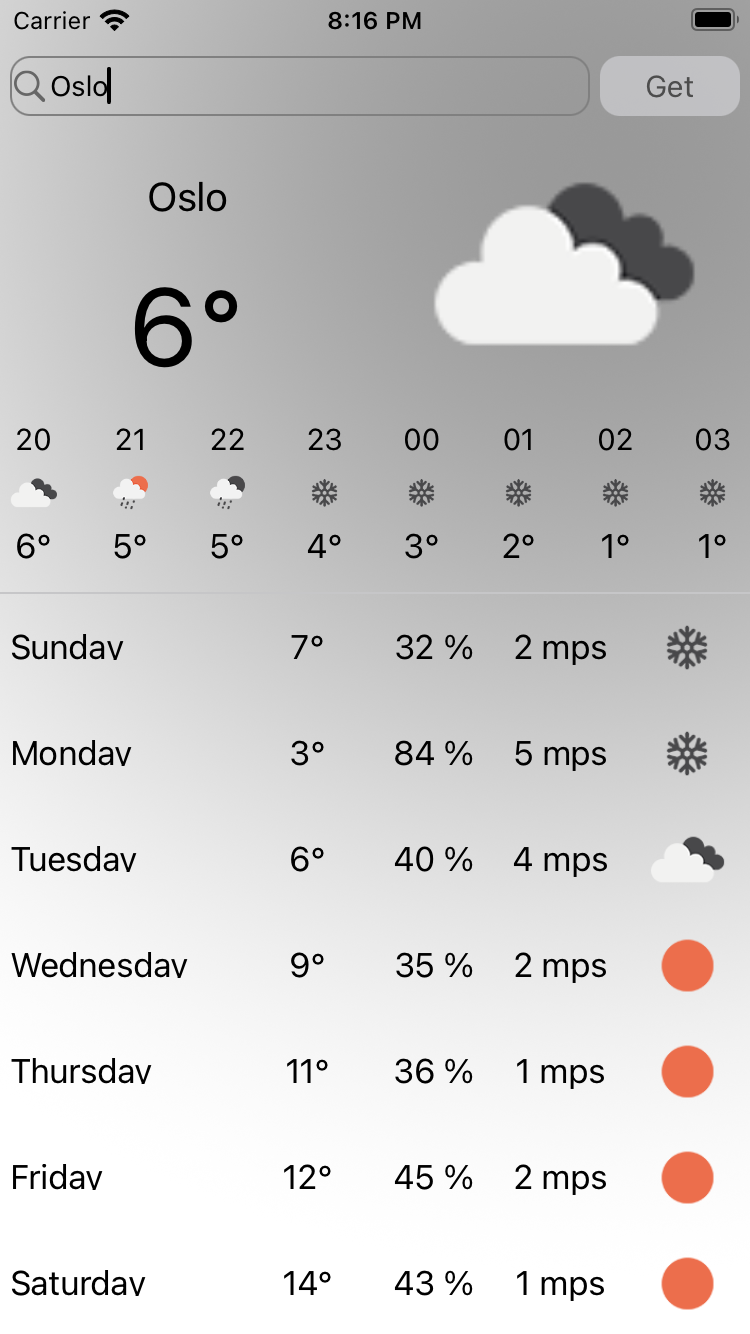 Carrier 8:16 PM
Oslo Get
Oslo
6°
20 21 22 23 00 01 02 03
6° 5° 5° 4° 3° 2° 1° 1°
Sunday 7° 32 % 2 mps
Monday 3° 84 % 5 mps
Tuesday 6° 40 % 4 mps
Wednesday 9° 35 % 2 mps
Thursday 11° 36 % 1 mps
Friday 12° 45 % 2 mps
Saturday 14° 43 % 1 mps